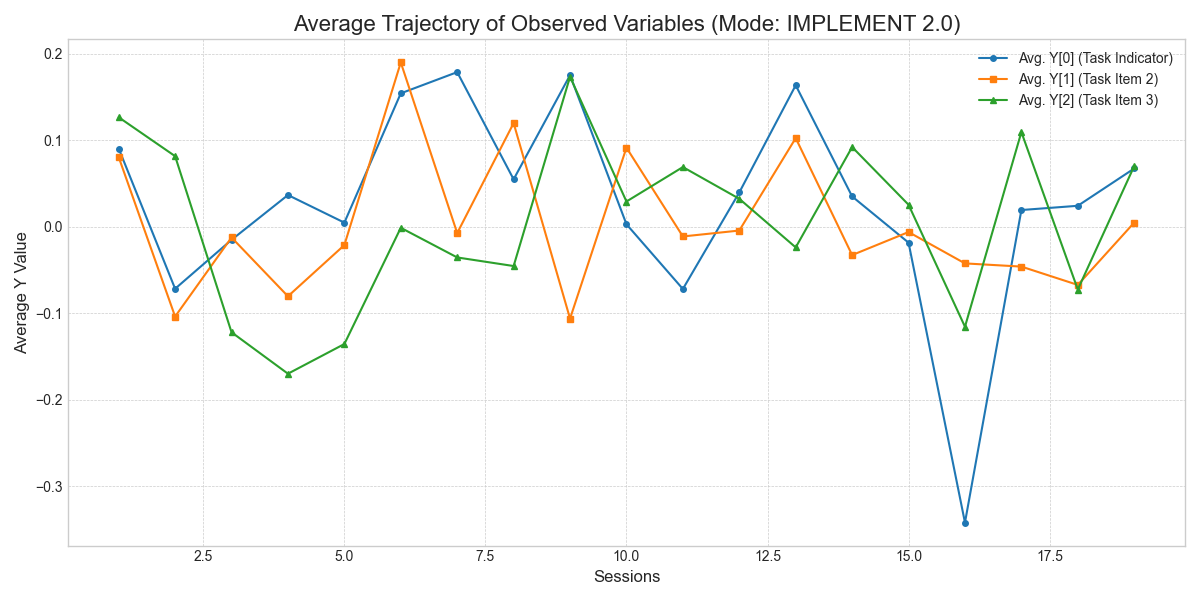 Average Trajectory of Observed Variables (Mode: IMPLEMENT 2.0)
Avg. Y[0] (Task Indicator)
Avg. Y[1] (Task Item 2)
Avg. Y[2] (Task Item 3)
Average Y Value
0.2
0.1
0.0
−0.1
−0.2
−0.3
2.5 5.0 7.5 10.0 12.5 15.0 17.5
Sessions